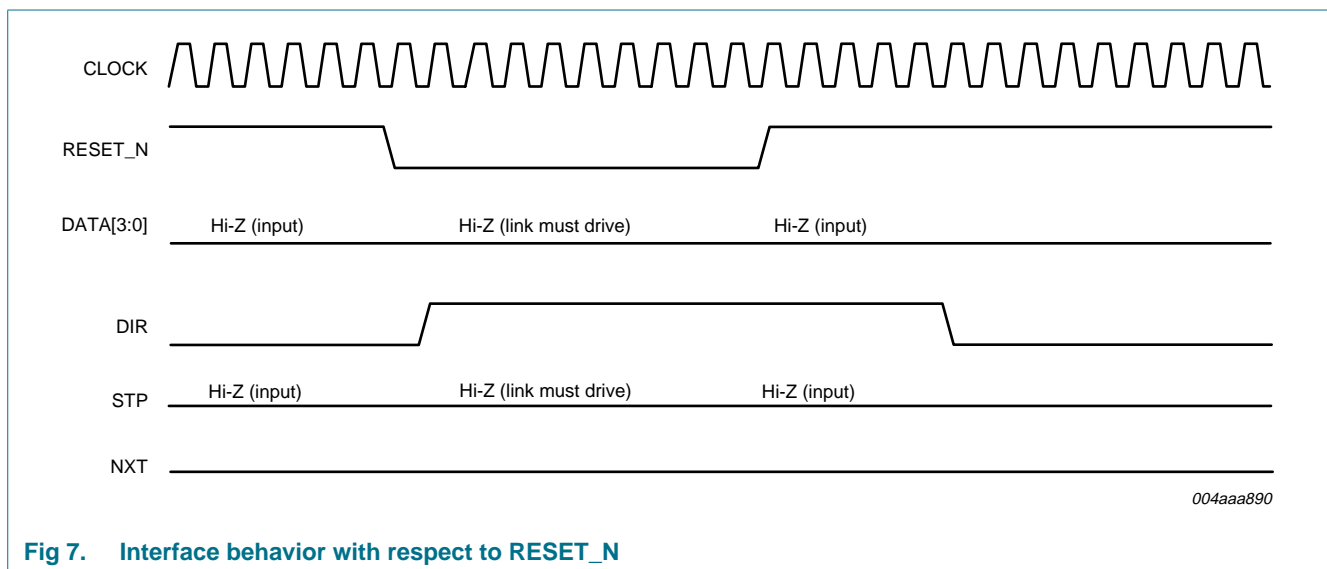 CLOCK
RESET_N
DATA[3:0] Hi-Z (input) Hi-Z (link must drive) Hi-Z (input)
DIR
STP Hi-Z (input) Hi-Z (link must drive) Hi-Z (input)
NXT
004aaa890
Fig 7. Interface behavior with respect to RESET_N